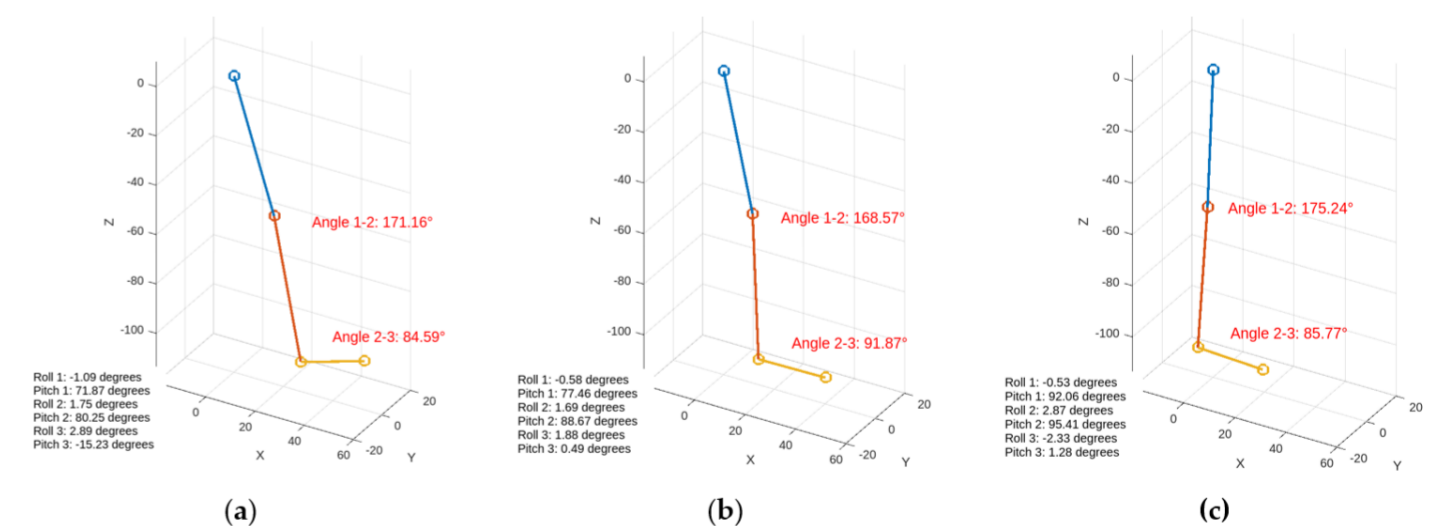 0
-20
-40
-60
-80
-100
Z
Angle 1-2: 171.16°
Angle 2-3: 84.59°
Roll 1: -1.09 degrees
Pitch 1: 71.87 degrees
Roll 2: 1.75 degrees
Pitch 2: 80.25 degrees
Roll 3: 2.89 degrees
Pitch 3: -15.23 degrees
0
20
40
60
X
-20
0
20
Y
(a)
0
-20
-40
-60
-80
-100
Z
Angle 1-2: 168.57°
Angle 2-3: 91.87°
Roll 1: -0.58 degrees
Pitch 1: 77.46 degrees
Roll 2: 1.69 degrees
Pitch 2: 88.67 degrees
Roll 3: 1.88 degrees
Pitch 3: 0.49 degrees
0
20
40
60
X
-20
0
20
Y
(b)
0
-20
-40
-60
-80
-100
Z
Angle 1-2: 175.24°
Angle 2-3: 85.77°
Roll 1: -0.53 degrees
Pitch 1: 92.06 degrees
Roll 2: 2.87 degrees
Pitch 2: 95.41 degrees
Roll 3: -2.33 degrees
Pitch 3: 1.28 degrees
0
20
40
60
X
-20
0
20
Y
(c)